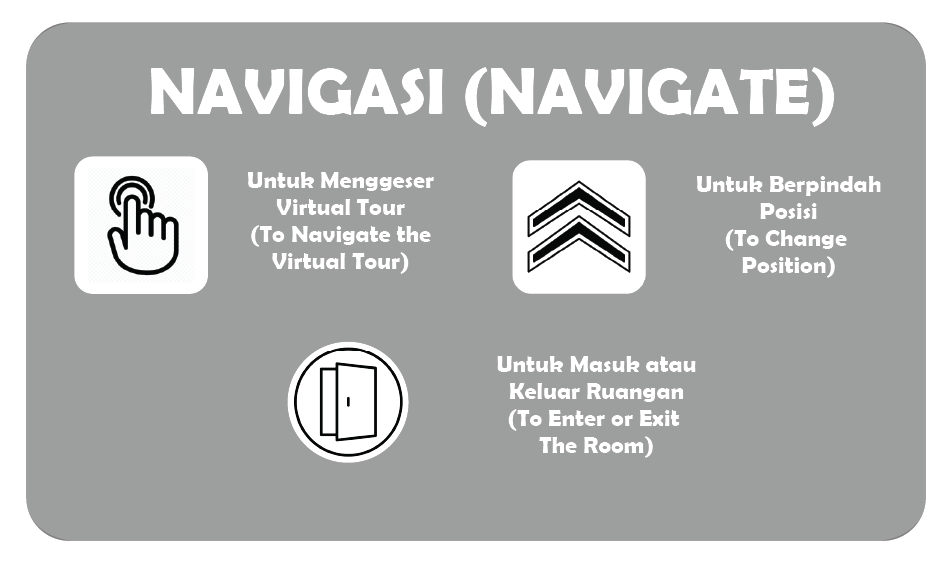 NAVIGASI (NAVIGATE)
Untuk Menggeser
Virtual Tour
(To Navigate the
Virtual Tour)
Untuk Berpindah
Posisi
(To Change
Position)
Untuk Masuk atau
Keluar Ruangan
(To Enter or Exit
The Room)